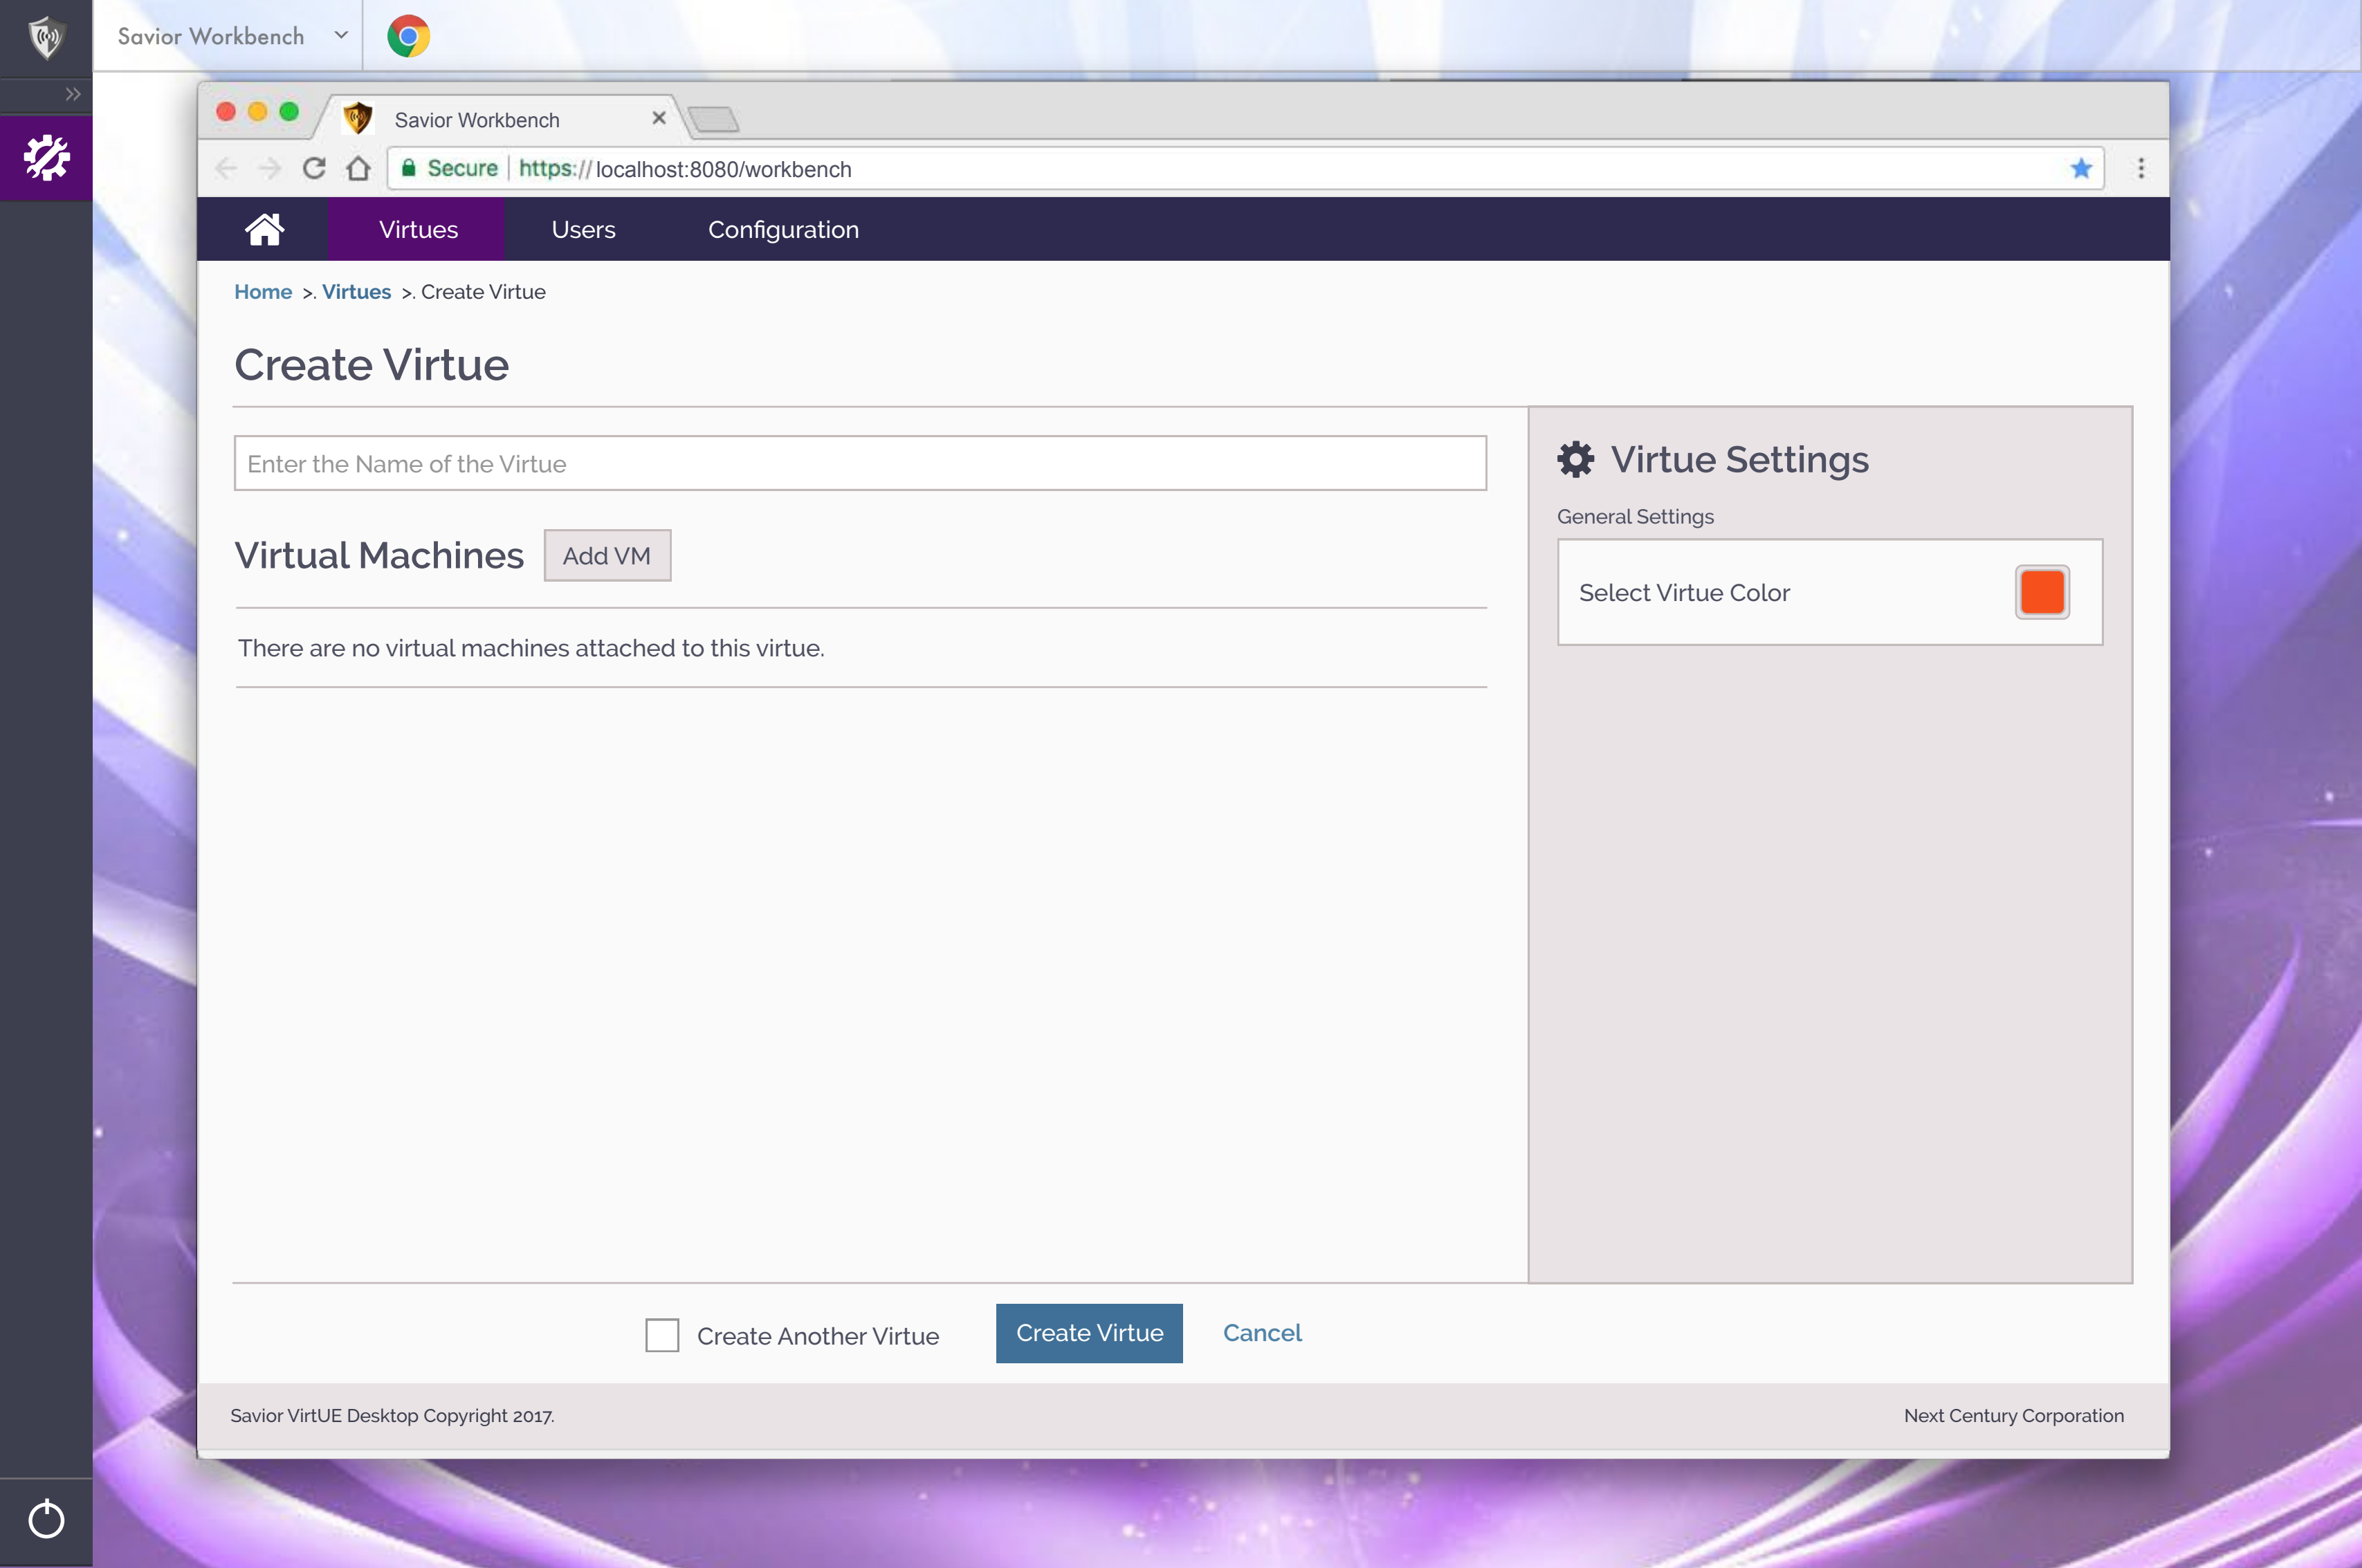 Savior Workbench
Savior Workbench
Secure https://localhost:8080/workbench
Virtues Users Configuration
Home >. Virtues >. Create Virtue
Create Virtue
Enter the Name of the Virtue
Virtual Machines Add VM
There are no virtual machines attached to this virtue.
Virtue Settings
General Settings
Select Virtue Color
Create Another Virtue Create Virtue Cancel
Savior VirtUE Desktop Copyright 2017. Next Century Corporation